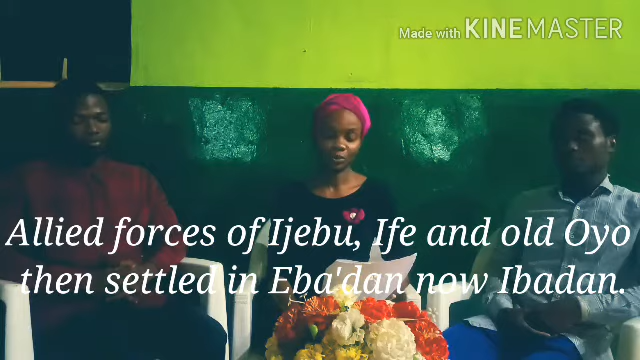 Made with KINEMASTER
Allied forces of Ijebu, Ife and old Oyo
then settled in Eba'dan now Ibadan.